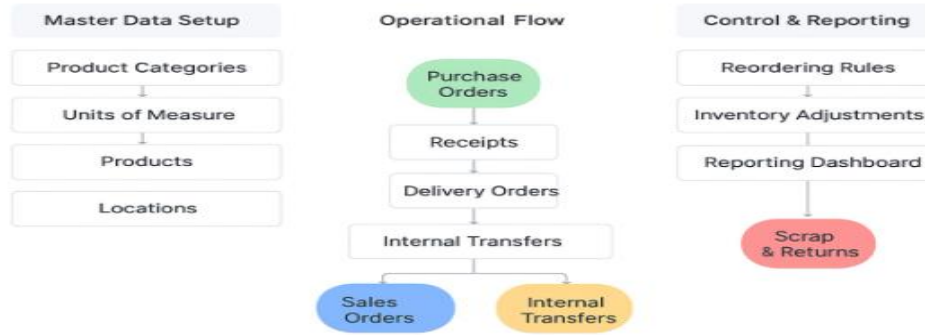 Master Data Setup
Product Categories
Units of Measure
Products
Locations
Operational Flow
Purchase
Orders
Receipts
Delivery Orders
Internal Transfers
Sales
Orders
Internal
Transfers
Control & Reporting
Reordering Rules
Inventory Adjustments
Reporting Dashboard
Scrap
& Returns